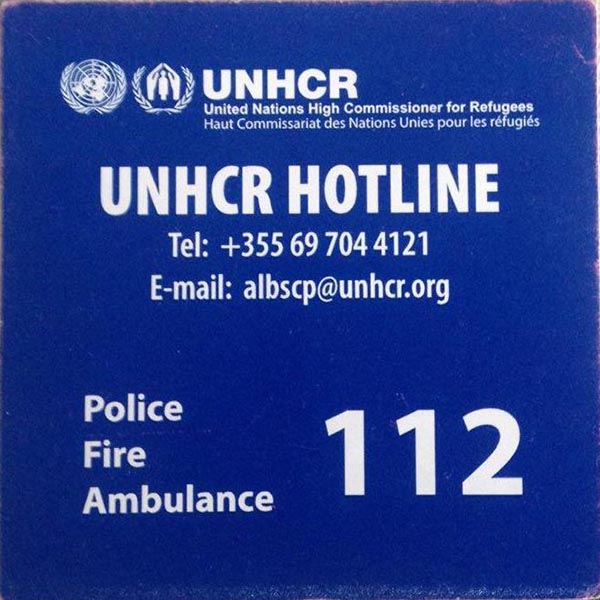 UNHCR
United Nations High Commissioner for Refugees
Haut Commissariat des Nations Unies pour les réfugiés
UNHCR HOTLINE
Tel: +355 69 704 4121
E-mail: albscp@unhcr.org
Police
Fire
Ambulance
112